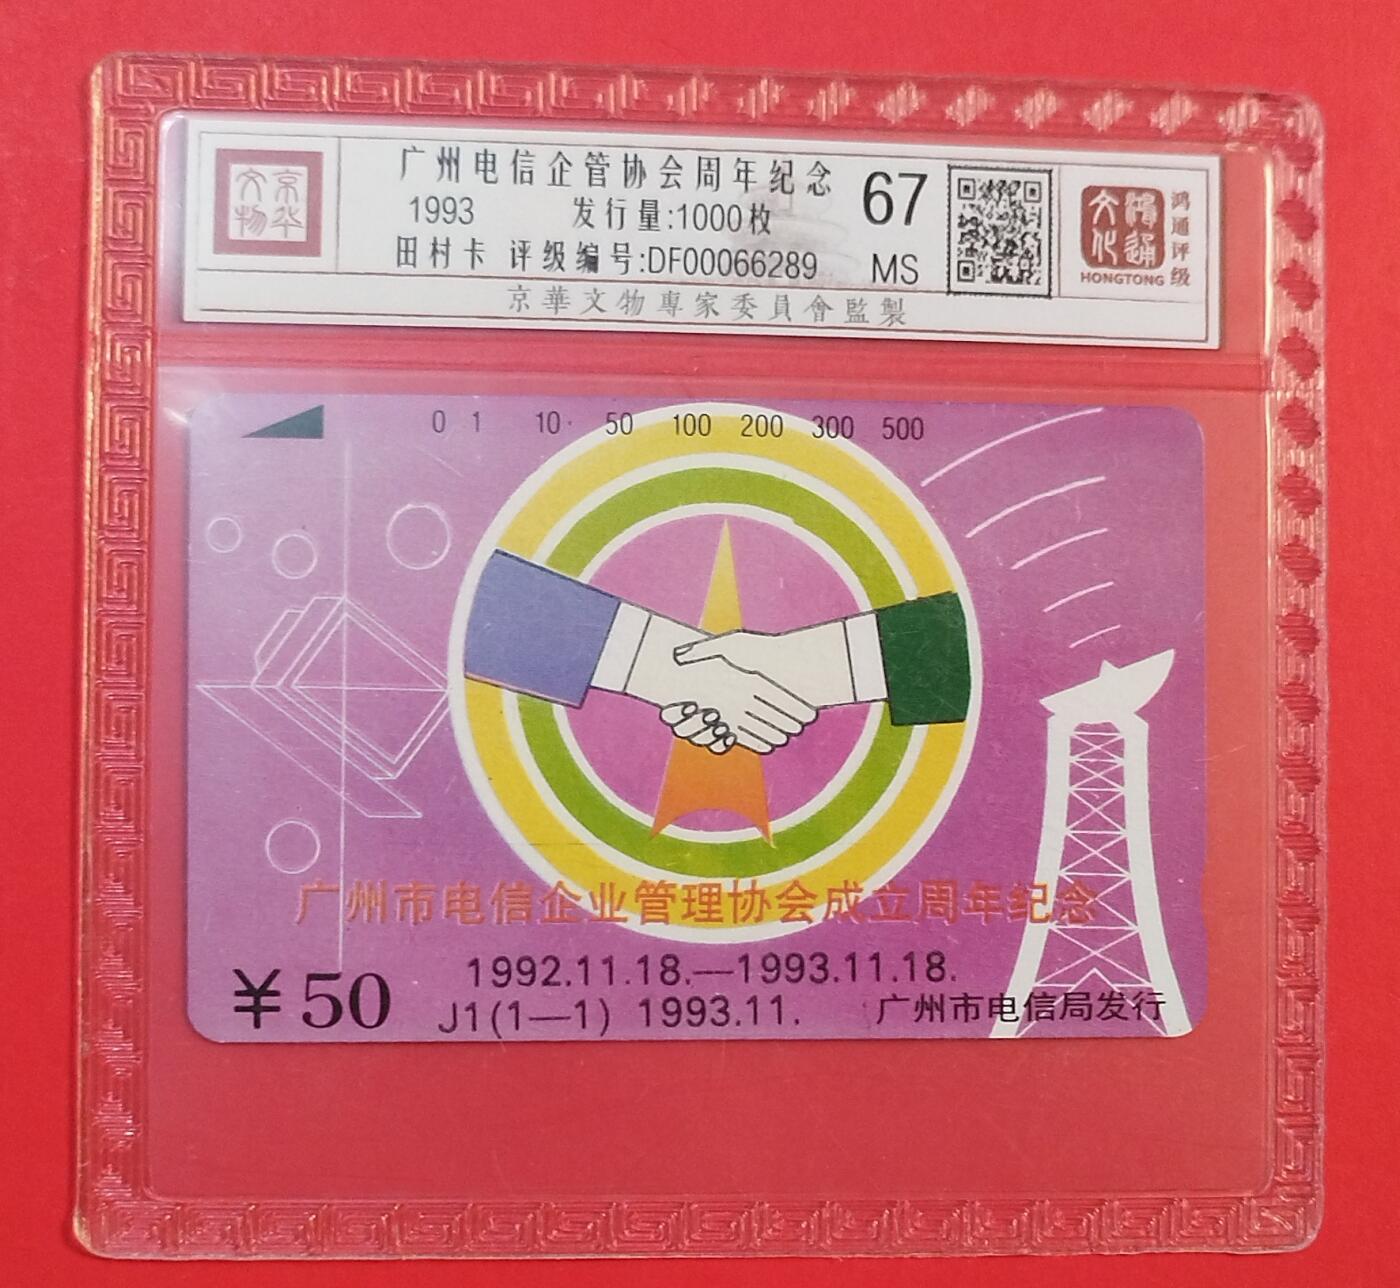 京华
文物
广州电信企管协会周年纪念
1993 发行量:1000枚
田村卡 评级编号:DF00066289
67
MS
鸿通
文化
HONGTONG
鸿通评级
京華文物專家委員會監製
0 1 10 50 100 200 300 500
广州市电信企业管理协会成立周年纪念
1992.11.18.—1993.11.18.
¥50
J1(1—1) 1993.11. 广州市电信局发行